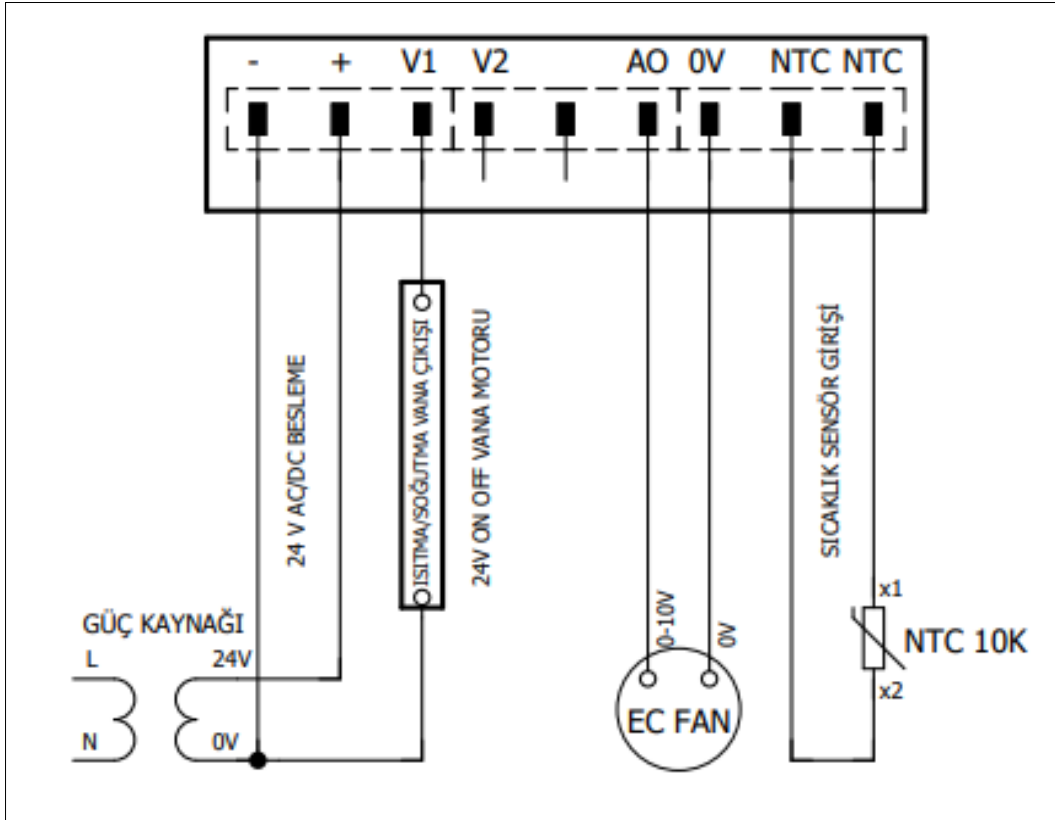 - + V1 V2 AO 0V NTC NTC
24 V AC/DC BESLEME
ISITMA/SOĞUTMA VANA ÇIKIŞI
24V ON OFF VANA MOTORU
SICAKLIK SENSÖR GİRİŞİ
0-10V
0V
x1
NTC 10K
x2
EC FAN
GÜÇ KAYNAĞI
L
24V
N
0V